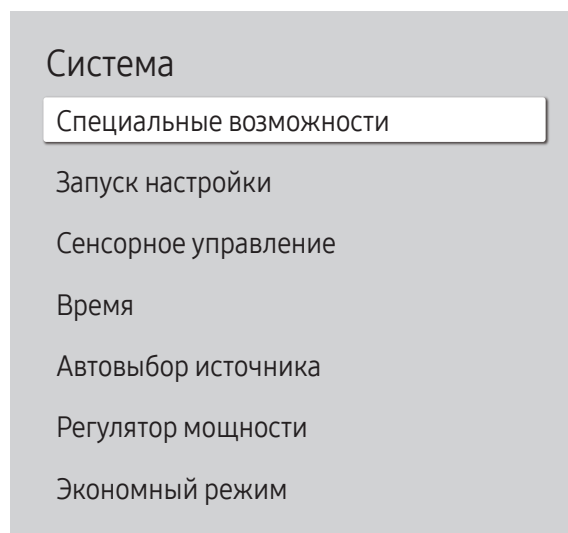 Система
Специальные возможности
Запуск настройки
Сенсорное управление
Время
Автовыбор источника
Регулятор мощности
Экономный режим